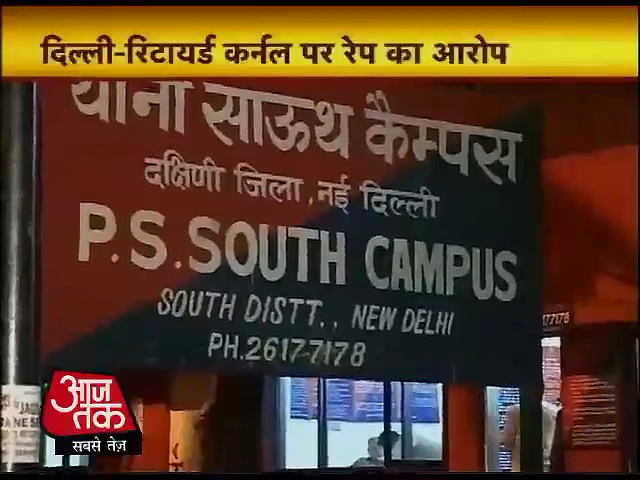 दिल्ली-रिटायर्ड कर्नल पर रेप का आरोप
थाना साऊथ कैम्पस
दक्षिणी जिला, नई दिल्ली
P.S. SOUTH CAMPUS
SOUTH DISTT., NEW DELHI
PH.2617-7178
77178
आज तक
सबसे तेज़